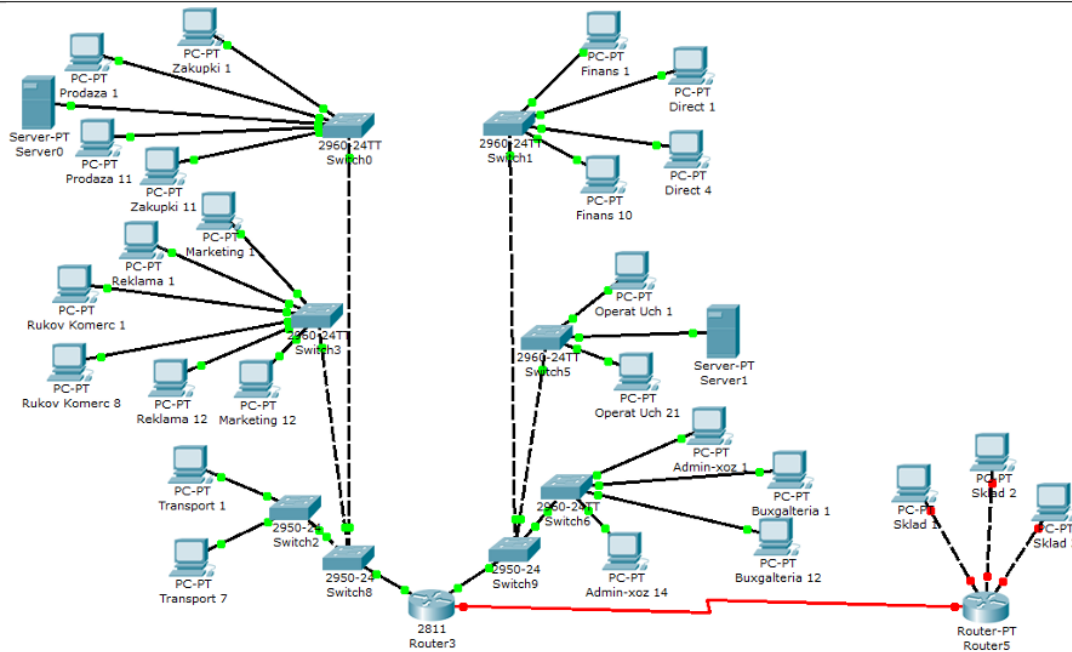 PC-PT
Zakupki 1
PC-PT
Prodaza 1
Server-PT
Server0
PC-PT
Prodaza 11
PC-PT
Zakupki 11
2960-24TT
Switch0
PC-PT
Finans 1
PC-PT
Direct 1
2960-24TT
Switch1
PC-PT
Direct 4
PC-PT
Finans 10
PC-PT
Marketing 1
PC-PT
Reklama 1
PC-PT
Rukov Komerc 1
2960-24TT
Switch3
PC-PT
Rukov Komerc 8
PC-PT
Reklama 12
PC-PT
Marketing 12
PC-PT
Operat Uch 1
2960-24TT
Switch5
Server-PT
Server1
PC-PT
Operat Uch 21
PC-PT
Transport 1
2950-24
Switch2
PC-PT
Transport 7
2950-24
Switch8
PC-PT
Admin-xoz 1
2960-24TT
Switch6
PC-PT
Buxgalteria 1
PC-PT
Buxgalteria 12
2950-24
Switch9
PC-PT
Admin-xoz 14
2811
Router3
PC-PT
Sklad 2
PC-PT
Sklad 1
PC-PT
Sklad
Router-PT
Router5